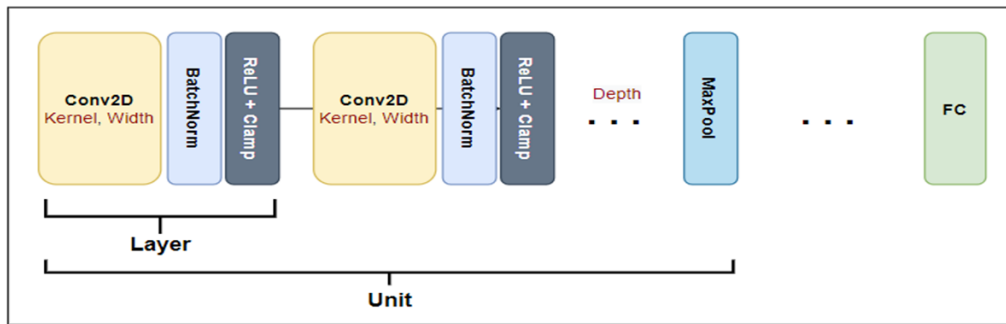 Conv2D
Kernel, Width
BatchNorm
ReLU + Clamp
Conv2D
Kernel, Width
BatchNorm
ReLU + Clamp
Depth
. . .
MaxPool
. . .
FC
Layer
Unit